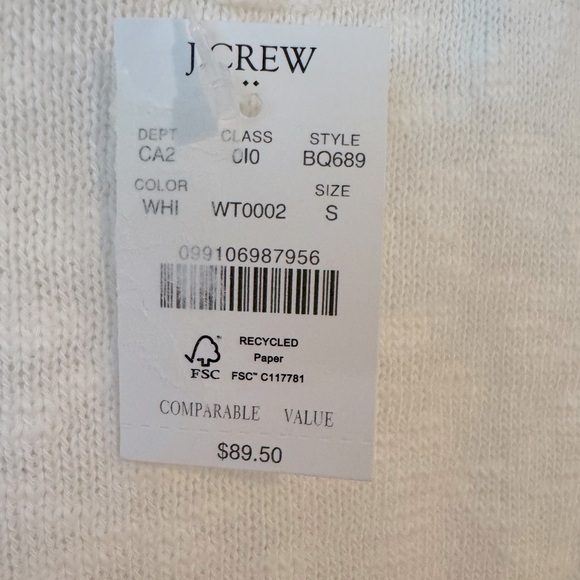 J.CREW
DEPT CLASS STYLE
CA2 0I0 BQ689
COLOR SIZE
WHI WT0002 S
099106987956
RECYCLED
Paper
FSC FSC™ C117781
COMPARABLE VALUE
$89.50